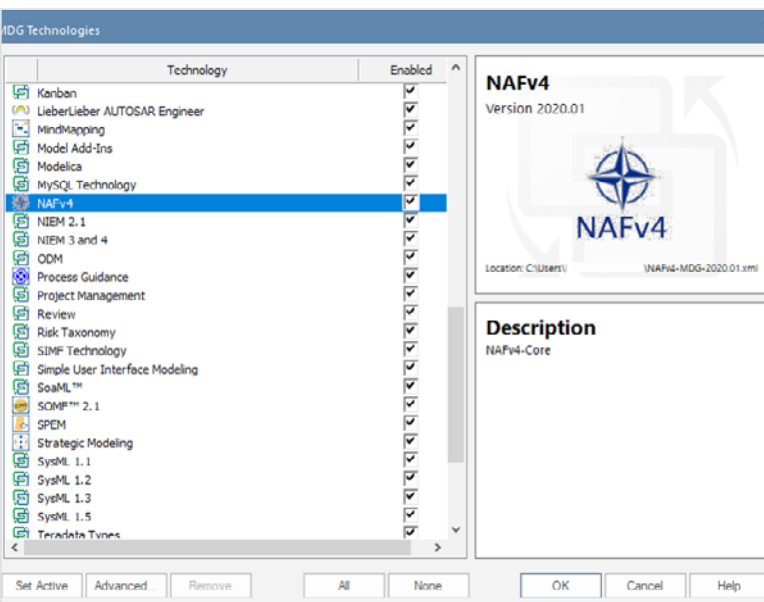 MDG Technologies
Technology Enabled
Kanban
LieberLieber AUTOSAR Engineer
MindMapping
Model Add-Ins
Modelica
MySQL Technology
NAFv4
NIEM 2.1
NIEM 3 and 4
ODM
Process Guidance
Project Management
Review
Risk Taxonomy
SIMF Technology
Simple User Interface Modeling
SoaML™
SOMF™ 2.1
SPEM
Strategic Modeling
SysML 1.1
SysML 1.2
SysML 1.3
SysML 1.5
Teradata Types
NAFv4
Version 2020.01
NAFv4
Location: C:\Users\ \NAFv4-MDG-2020.01.xml
Description
NAFv4-Core
Set Active Advanced... Remove All None OK Cancel Help